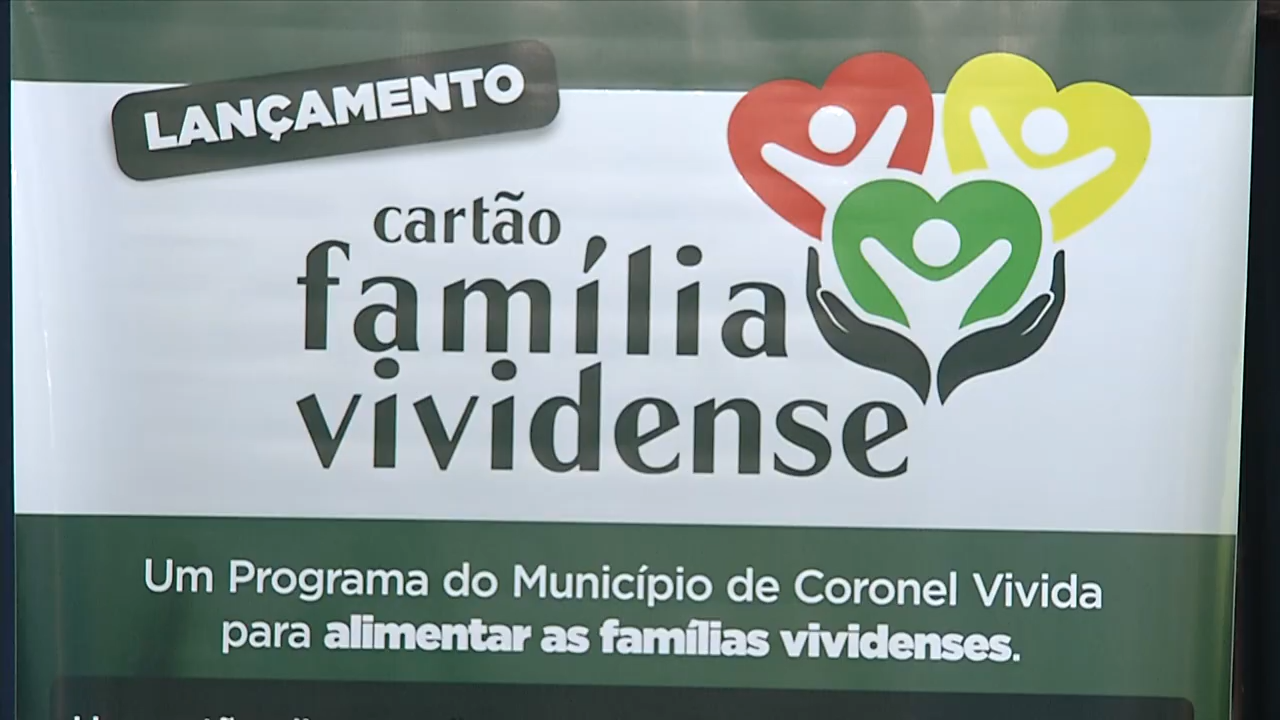 LANÇAMENTO
cartão
família
vividense
Um Programa do Município de Coronel Vivida
para alimentar as famílias vividenses.